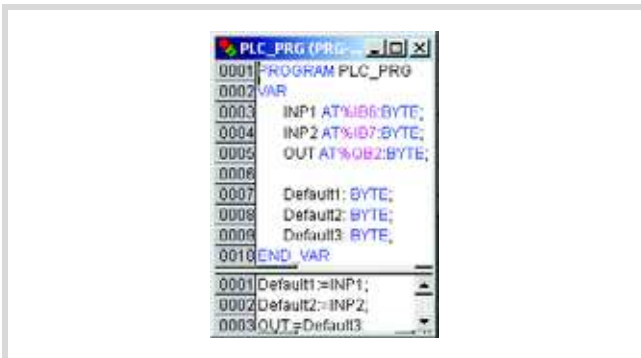 PLC_PRG (PRG-...
0001 PROGRAM PLC_PRG
0002 VAR
0003 INP1 AT%IB6:BYTE;
0004 INP2 AT%IB7:BYTE;
0005 OUT AT%QB2:BYTE;
0006
0007 Default1: BYTE;
0008 Default2: BYTE;
0009 Default3: BYTE;
0010 END_VAR
0001 Default1:=INP1;
0002 Default2:=INP2;
0003 OUT:=Default3